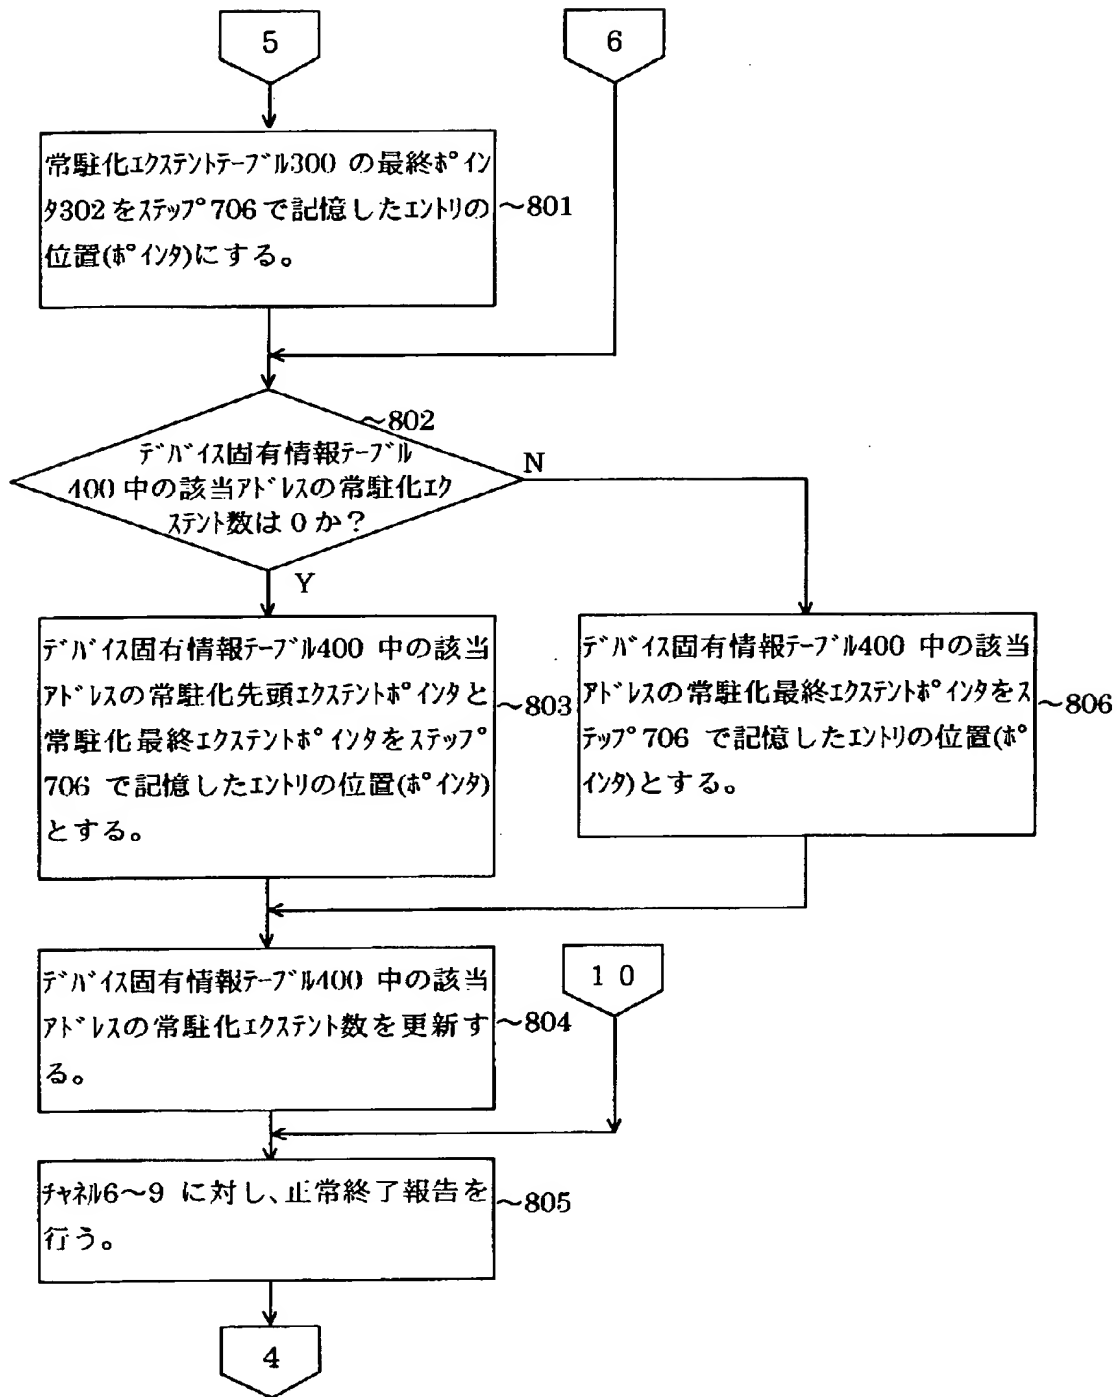 5
6
常駐化エクステントテーブル300 の最終ポイン
タ302をステップ706で記憶したエントリの
位置(ポインタ)にする。
~801
~802
デバイス固有情報テーブル
400中の該当アドレスの常駐化エク
ステント数は0か?
N
Y
デバイス固有情報テーブル400 中の該当
アドレスの常駐化先頭エクステントポインタと
常駐化最終エクステントポインタをステップ
706 で記憶したエントリの位置(ポインタ)
とする。
~803
デバイス固有情報テーブル400 中の該当
アドレスの常駐化最終エクステントポインタをス
テップ706 で記憶したエントリの位置(ポ
インタ)とする。
~806
デバイス固有情報テーブル400 中の該当
アドレスの常駐化エクステント数を更新す
る。
~804
10
チャネル6~9 に対し、正常終了報告を
行う。
~805
4